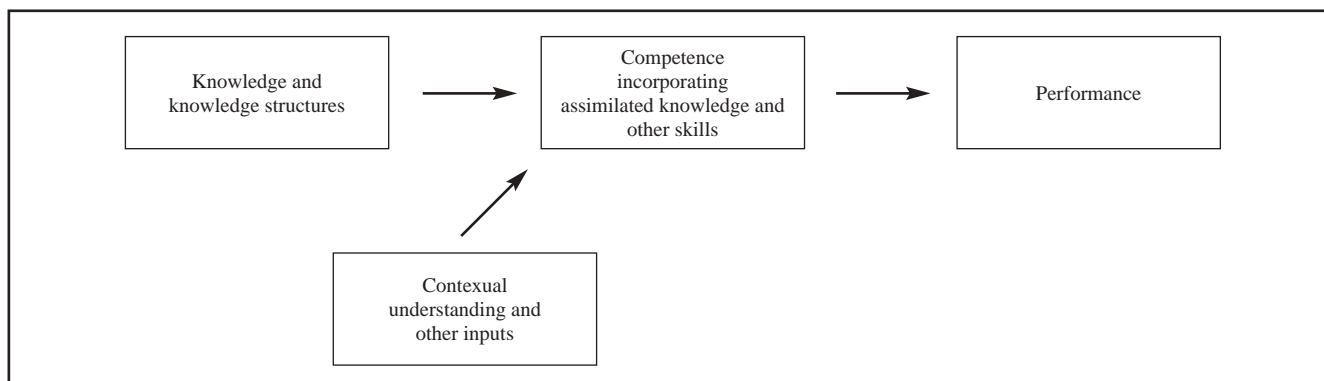 Knowledge and
knowledge structures
Competence
incorporating
assimilated knowledge and
other skills
Performance
Contexual
understanding and
other inputs